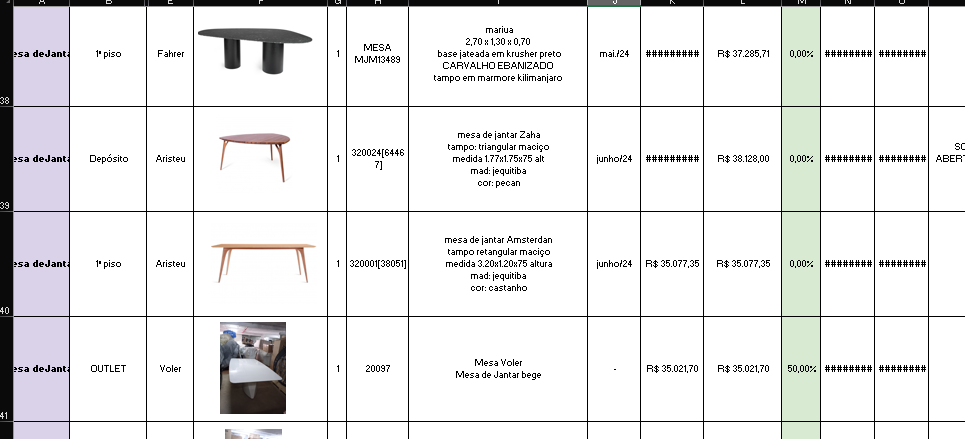 A B E F G H I J K L M N O
38
esa deJanta
1º piso
Fahrer
1
MESA
MJM13489
mariua
2,70 x 1,30 x 0,70
base jateada em krusher preto
CARVALHO EBANIZADO
tampo em marmore kilimanjaro
mai./24
#########
R$ 37.285,71
0,00%
########
########
39
esa deJanta
Depósito
Aristeu
1
320024[6446
7]
mesa de jantar Zaha
tampo: triangular maciço
medida 1.77x1.75x75 alt
mad: jequitiba
cor: pecan
junho/24
#########
R$ 38.128,00
0,00%
########
########
SO
ABERT
40
esa deJanta
1º piso
Aristeu
1
320001[38051]
mesa de jantar Amsterdan
tampo retangular maciço
medida 3.20x1.20x75 altura
mad: jequitiba
cor: castanho
junho/24
R$ 35.077,35
R$ 35.077,35
0,00%
########
########
41
esa deJanta
OUTLET
Voler
1
20097
Mesa Voler
Mesa de Jantar bege
-
R$ 35.021,70
R$ 35.021,70
50,00%
########
########